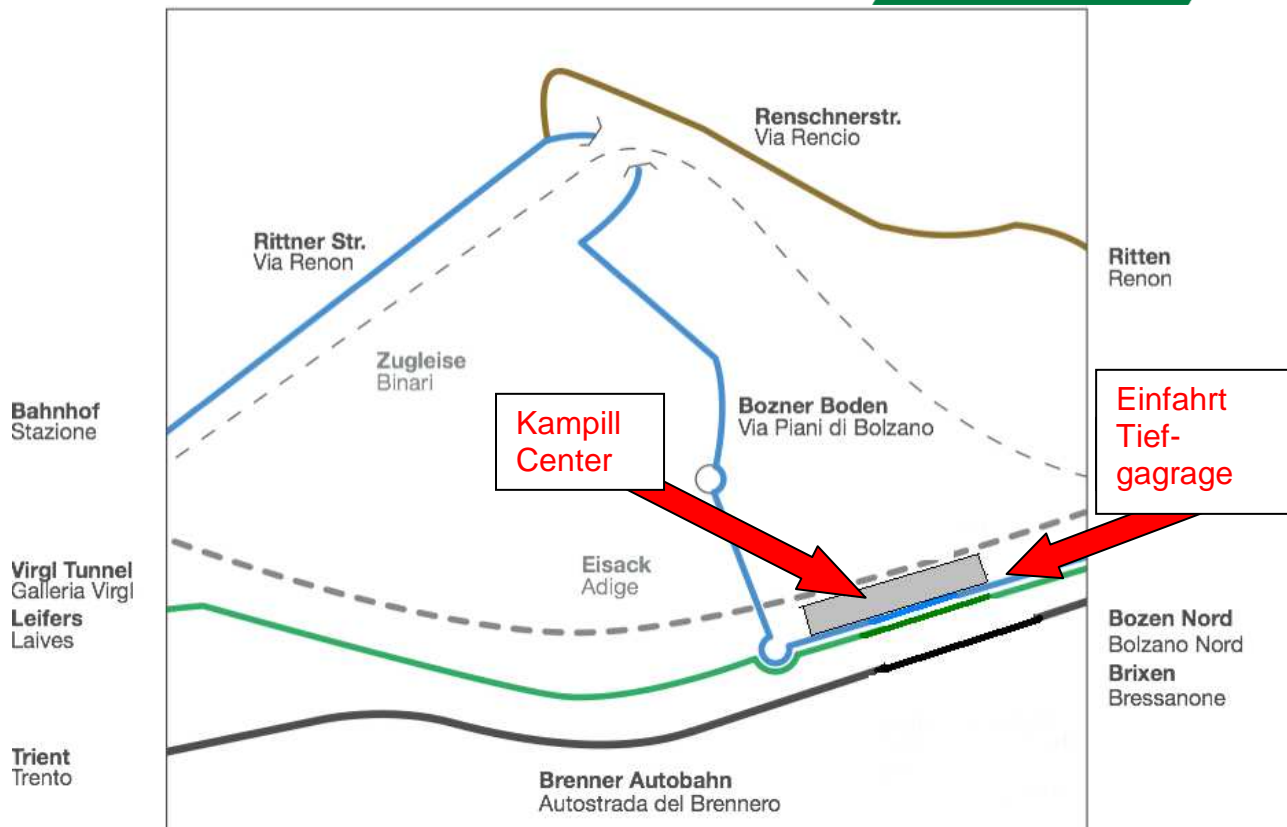 Renschnerstr.
Via Rencio
Rittner Str.
Via Renon
Ritten
Renon
Zugleise
Binari
Bahnhof
Stazione
Kampill
Center
Bozner Boden
Via Piani di Bolzano
Einfahrt
Tief-
gagrage
Virgl Tunnel
Galleria Virgl
Leifers
Laives
Eisack
Adige
Bozen Nord
Bolzano Nord
Brixen
Bressanone
Trient
Trento
Brenner Autobahn
Autostrada del Brennero